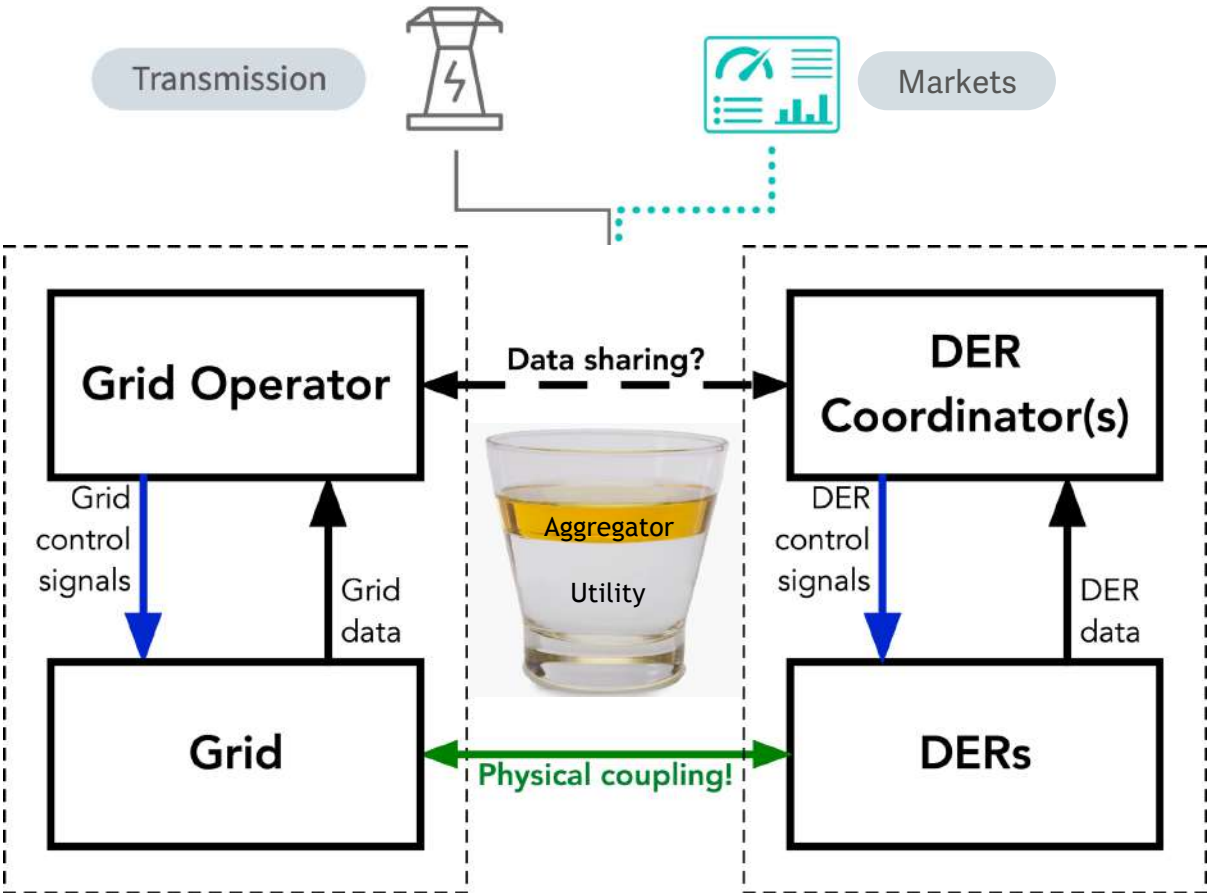 Transmission
Markets
Grid Operator
Data sharing?
DER
Coordinator(s)
Grid
control
signals
Grid
data
Aggregator
Utility
DER
control
signals
DER
data
Grid
Physical coupling!
DERs